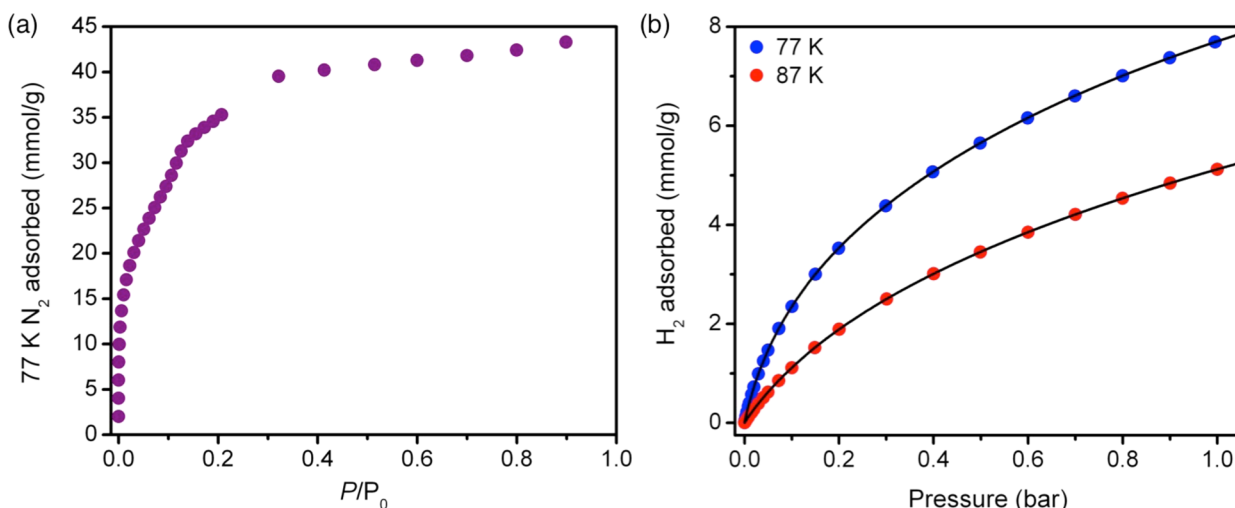 (a)
77 K N₂ adsorbed (mmol/g)
45
40
35
30
25
20
15
10
5
0
0.0 0.2 0.4 0.6 0.8 1.0
P/P₀
(b)
H₂ adsorbed (mmol/g)
8
6
4
2
0
77 K
87 K
0.0 0.2 0.4 0.6 0.8 1.0
Pressure (bar)